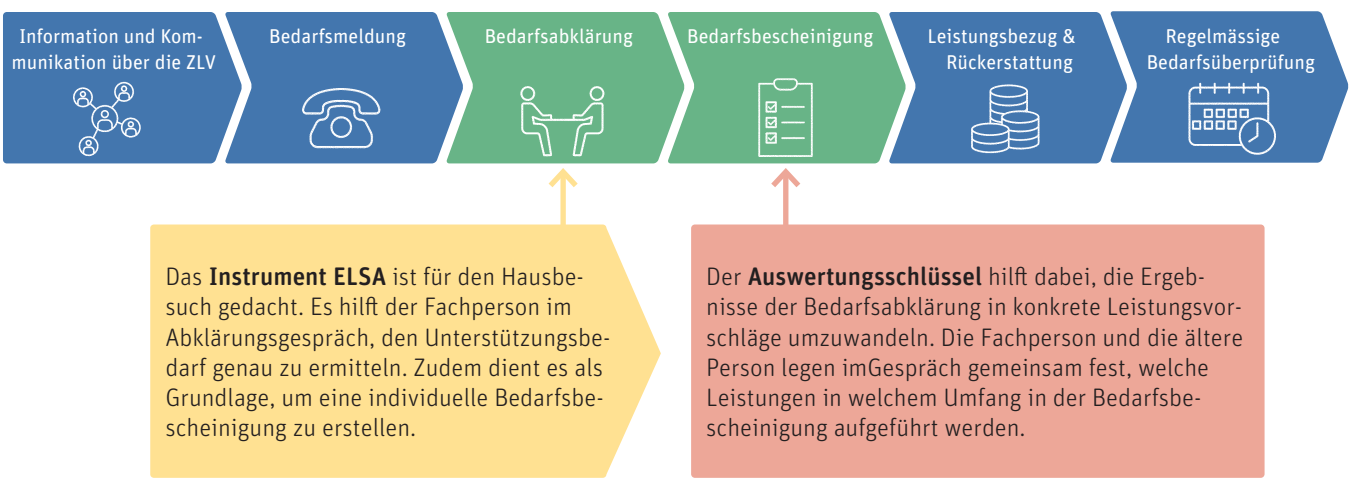 Information und Kom-
munikation über die ZLV
Bedarfsmeldung
Bedarfsabklärung
Bedarfsbescheinigung
Leistungsbezug &
Rückerstattung
Regelmässige
Bedarfsüberprüfung
Das Instrument ELSA ist für den Hausbe-
such gedacht. Es hilft der Fachperson im
Abklärungsgespräch, den Unterstützungsbe-
darf genau zu ermitteln. Zudem dient es als
Grundlage, um eine individuelle Bedarfsbe-
scheinigung zu erstellen.
Der Auswertungsschlüssel hilft dabei, die Ergeb-
nisse der Bedarfsabklärung in konkrete Leistungsvor-
schläge umzuwandeln. Die Fachperson und die ältere
Person legen imGespräch gemeinsam fest, welche
Leistungen in welchem Umfang in der Bedarfsbe-
scheinigung aufgeführt werden.